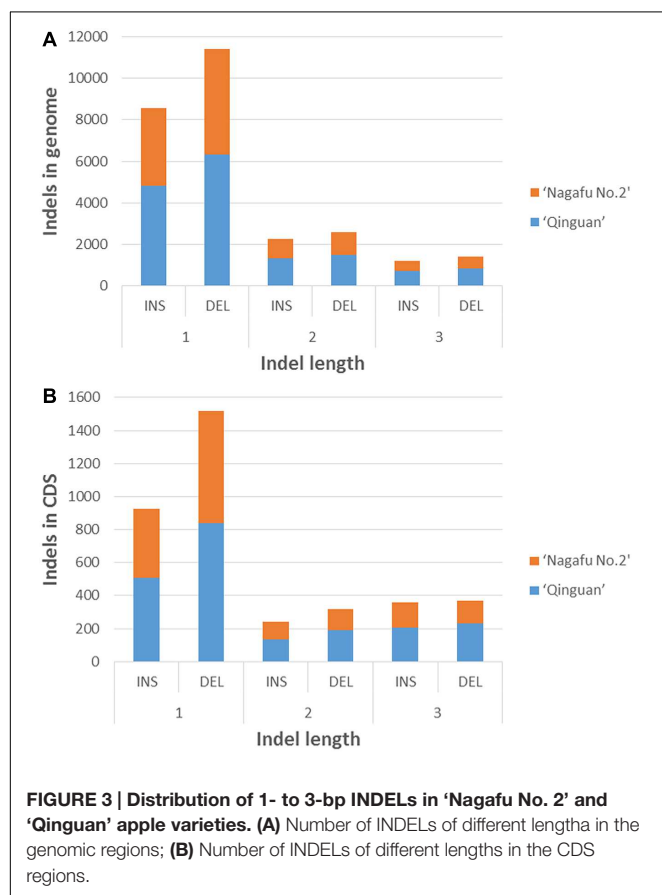 A
12000
10000
8000
6000
4000
2000
0
Indels in genome
INS DEL INS DEL INS DEL
1 2 3
Indel length
‘Nagafu No.2'
‘Qinguan’
B
1600
1400
1200
1000
800
600
400
200
0
Indels in CDS
INS DEL INS DEL INS DEL
1 2 3
Indel length
‘Nagafu No.2'
‘Qinguan’
FIGURE 3 | Distribution of 1- to 3-bp INDELs in ‘Nagafu No. 2’ and
‘Qinguan’ apple varieties. (A) Number of INDELs of different lengtha in the
genomic regions; (B) Number of INDELs of different lengths in the CDS
regions.